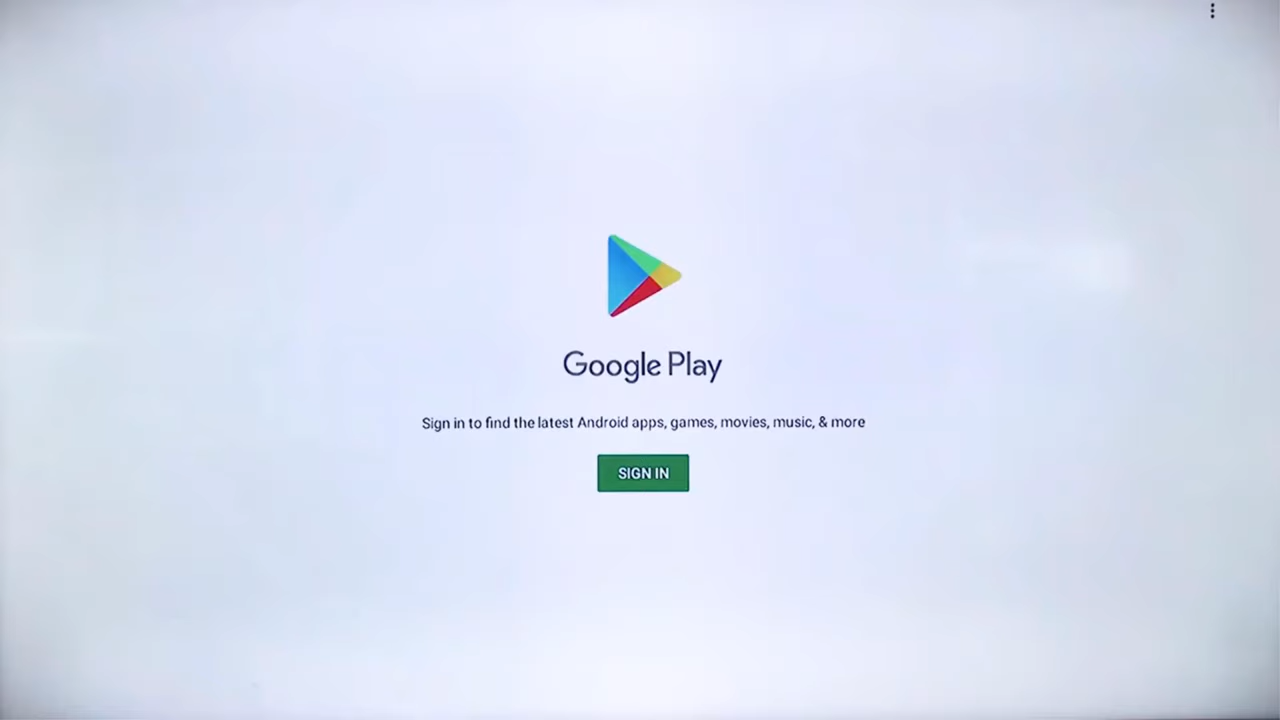 Google Play
Sign in to find the latest Android apps, games, movies, music, & more
SIGN IN